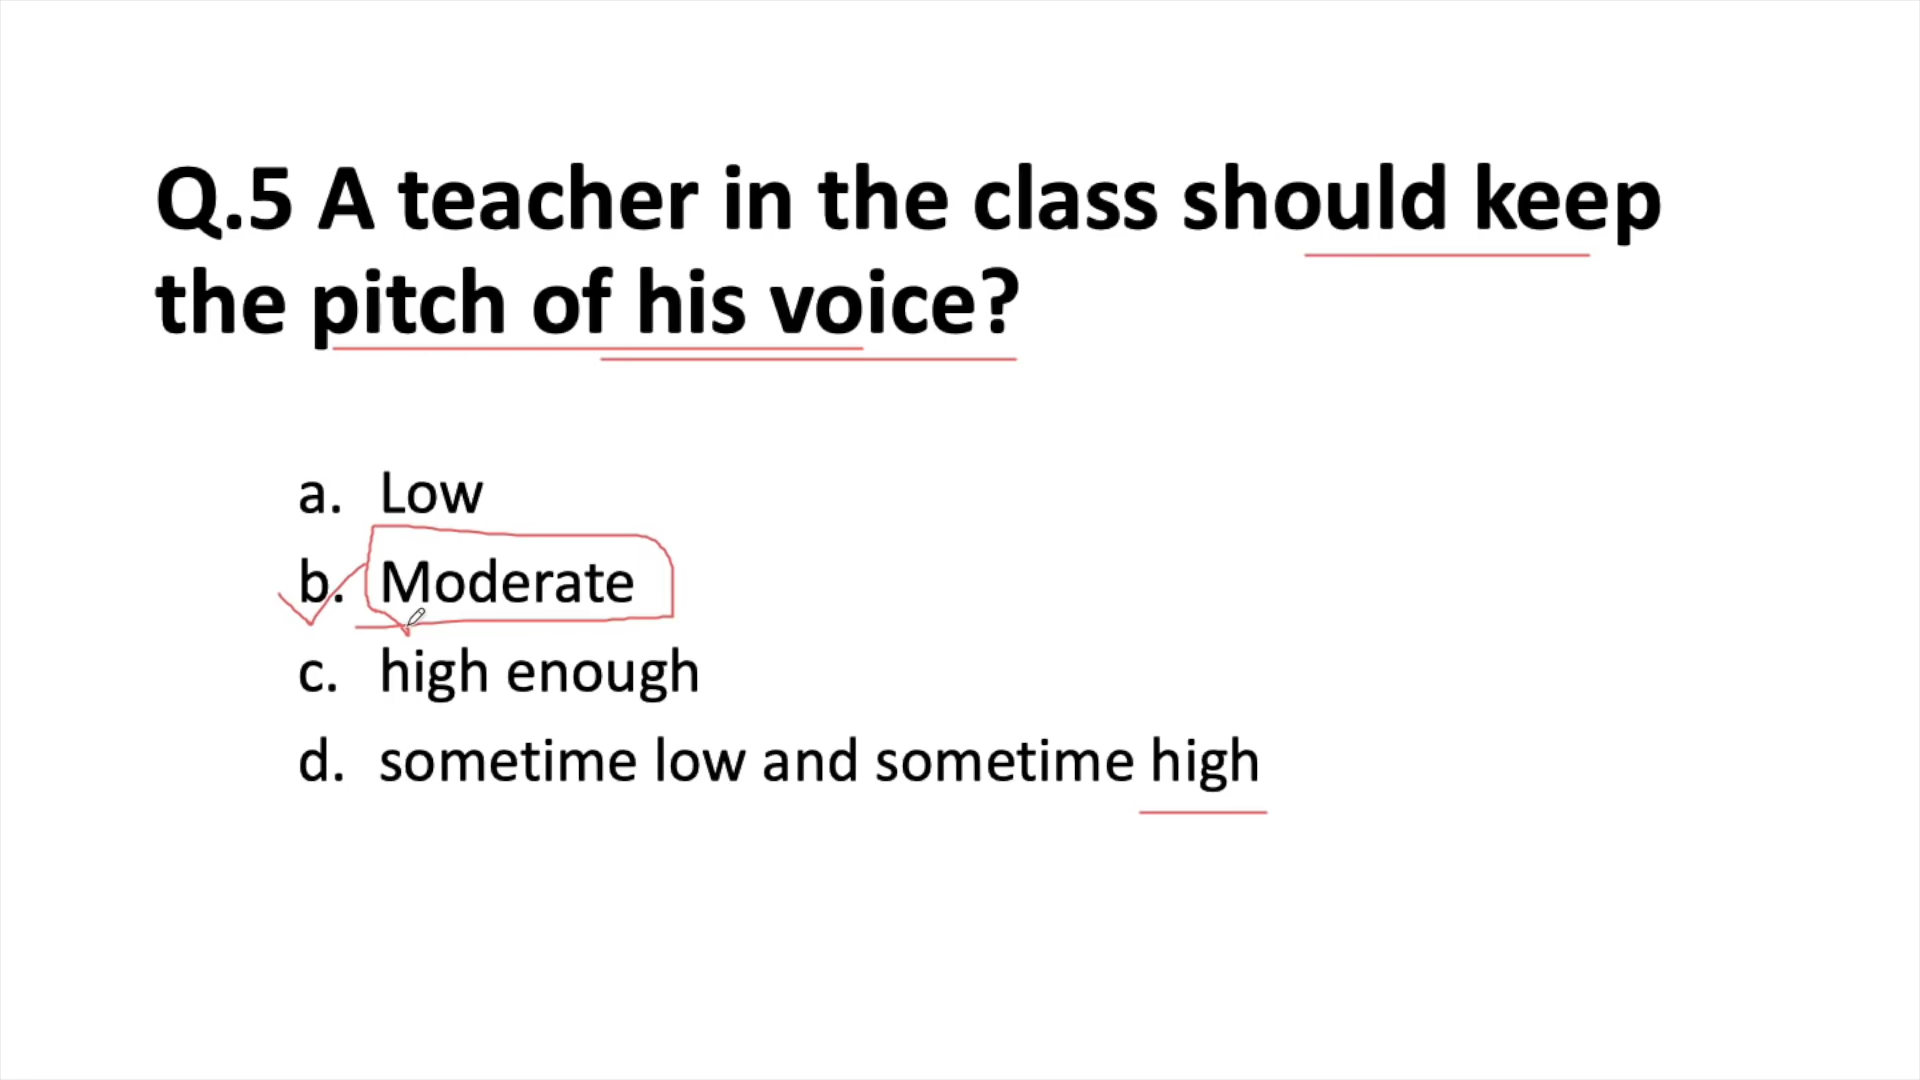 Q.5 A teacher in the class should keep
the pitch of his voice?
a. Low
b. Moderate
c. high enough
d. sometime low and sometime high